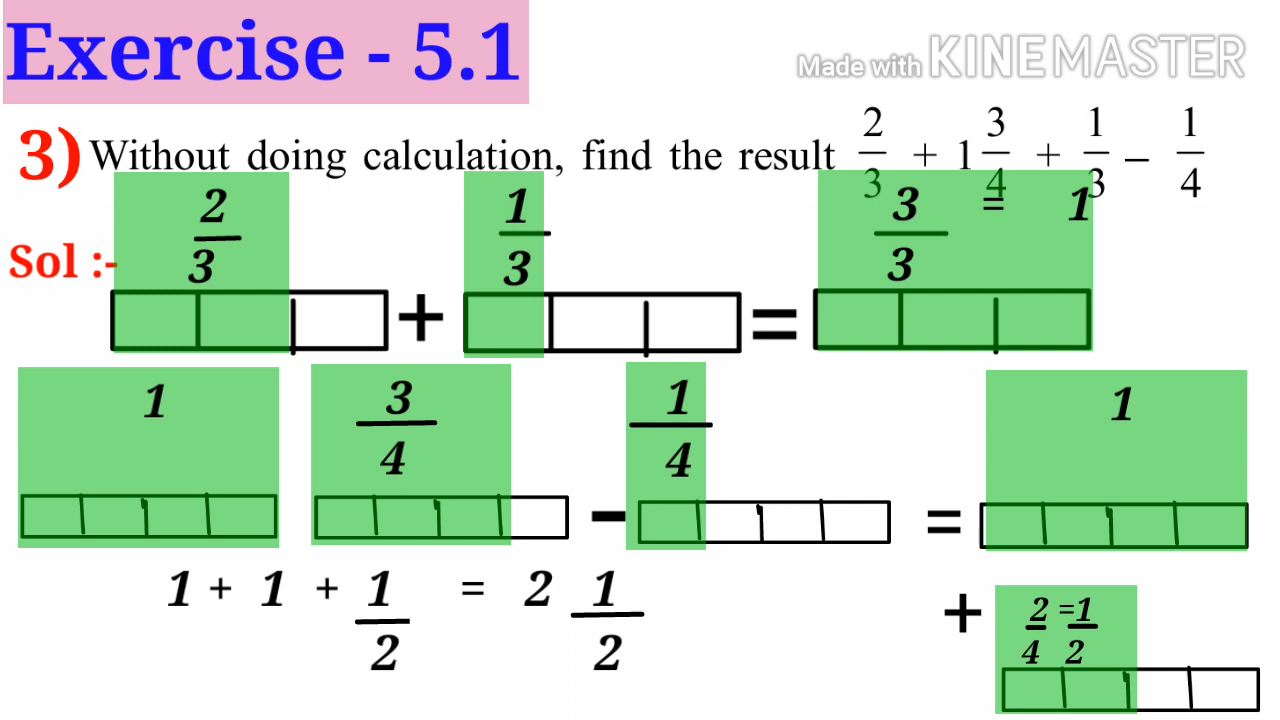 Exercise - 5.1
Made with KINEMASTER
3) Without doing calculation, find the result 2/3 + 1 3/4 + 1/3 − 1/4
Sol :- 2/3 + 1/3 = 3/3 = 1
1 3/4 - 1/4 = 1
+ 2/4 = 1/2
1 + 1 + 1/2 = 2 1/2